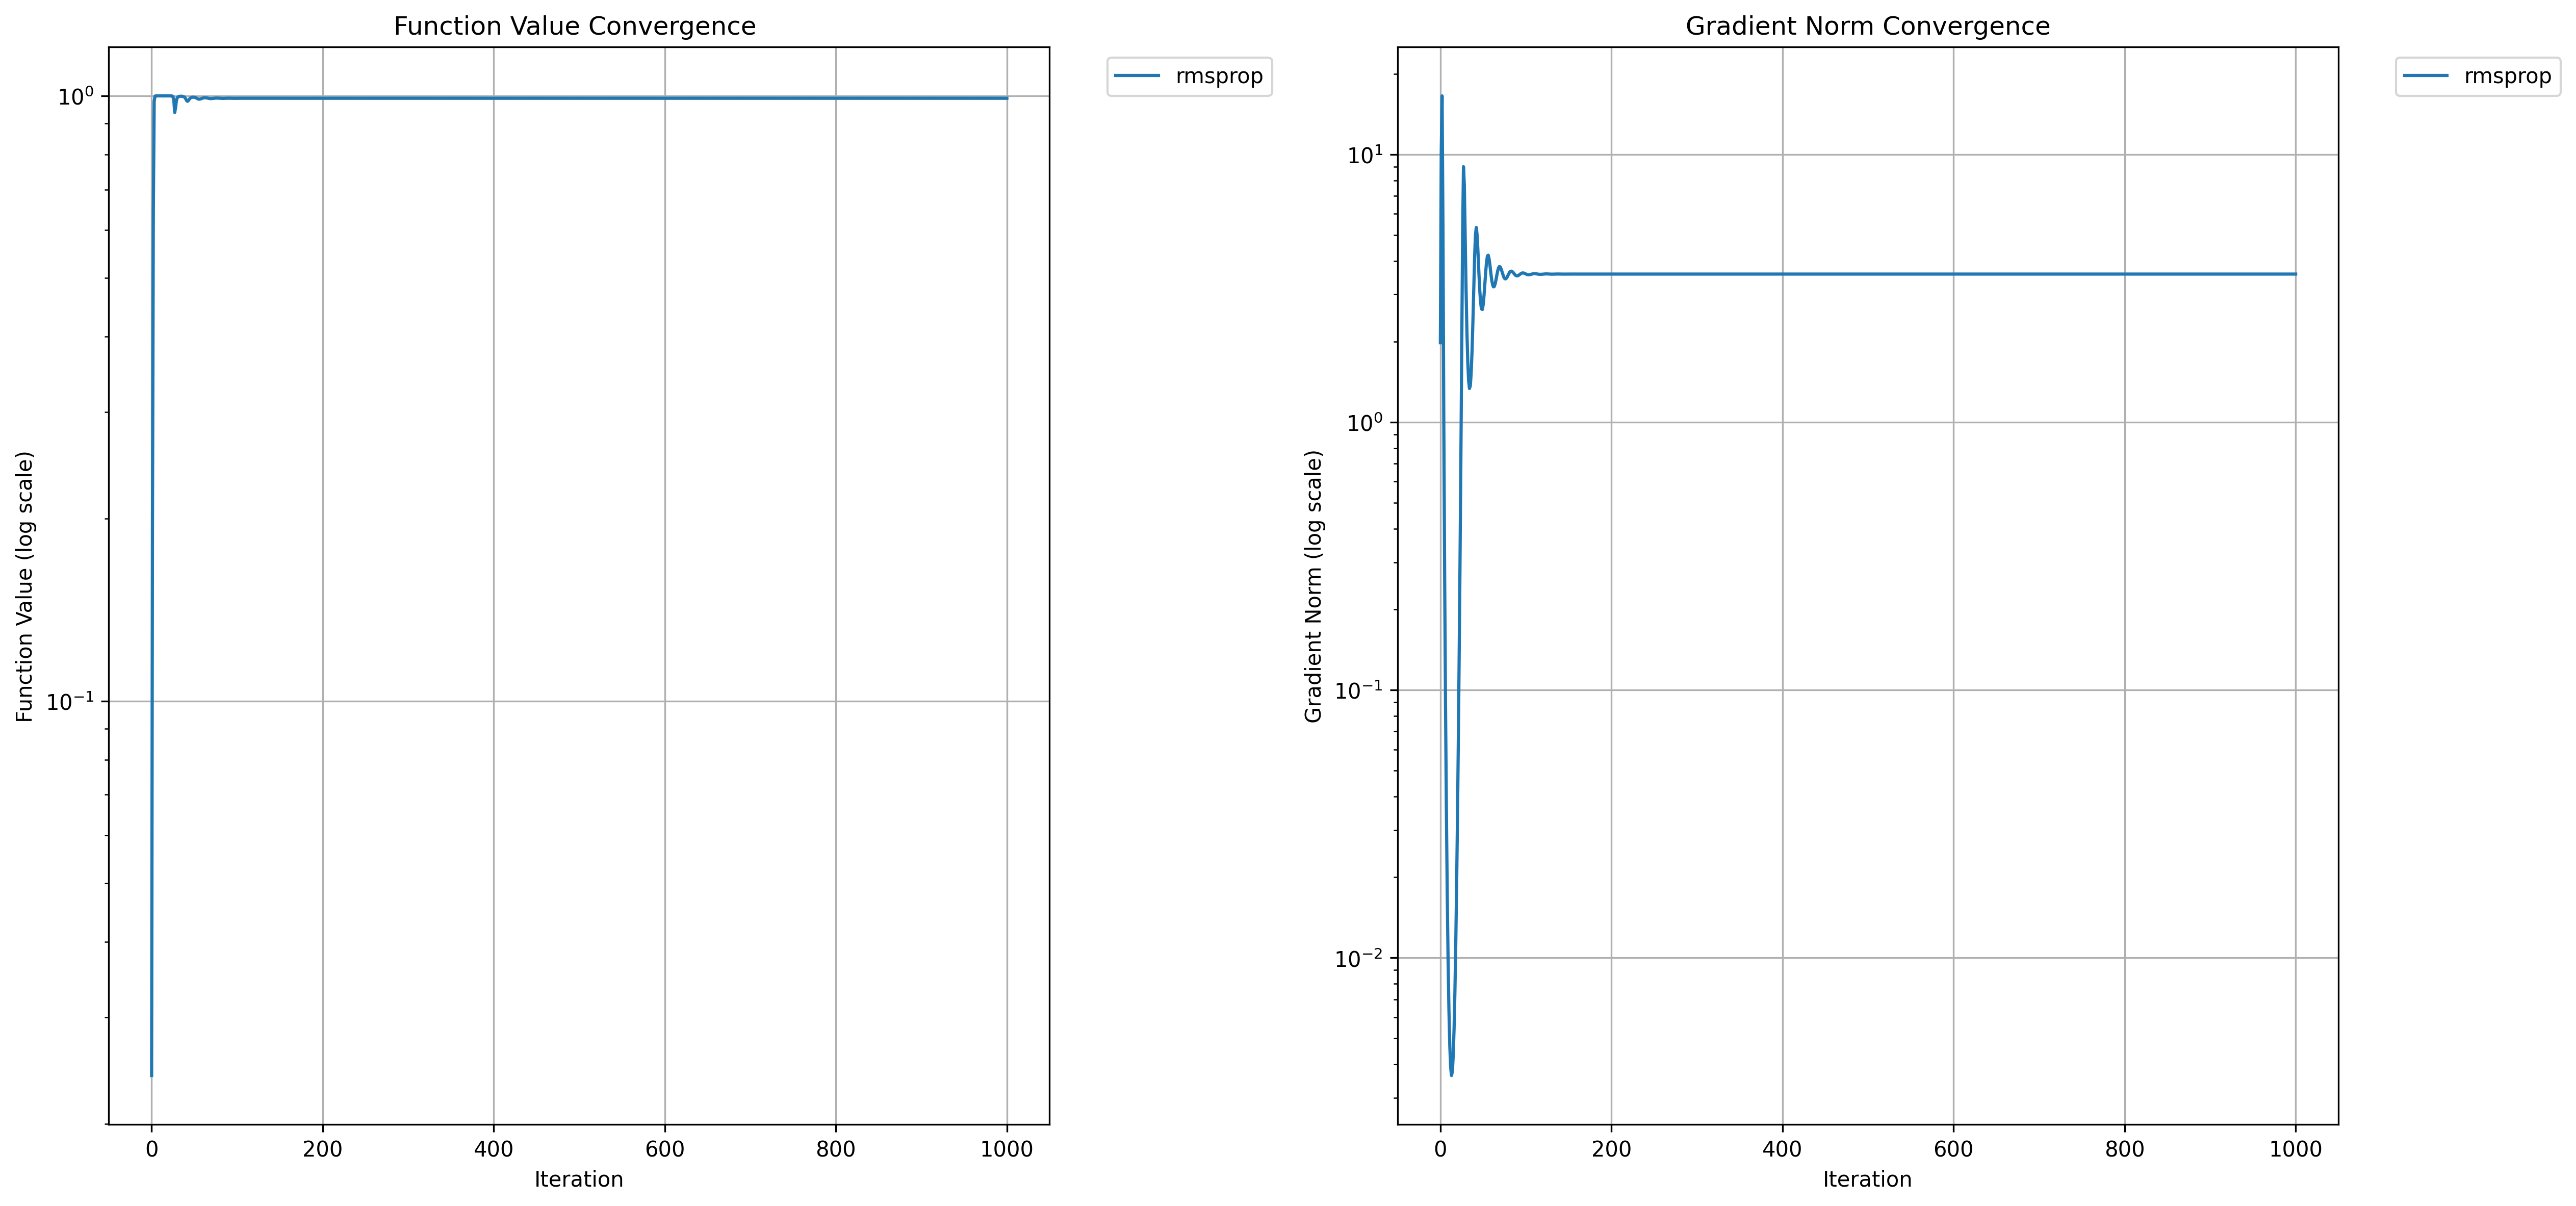 Function Value Convergence
Function Value (log scale)
10⁰
10⁻¹
0 200 400 600 800 1000
Iteration
rmsprop
Gradient Norm Convergence
Gradient Norm (log scale)
10¹
10⁰
10⁻¹
10⁻²
0 200 400 600 800 1000
Iteration
rmsprop